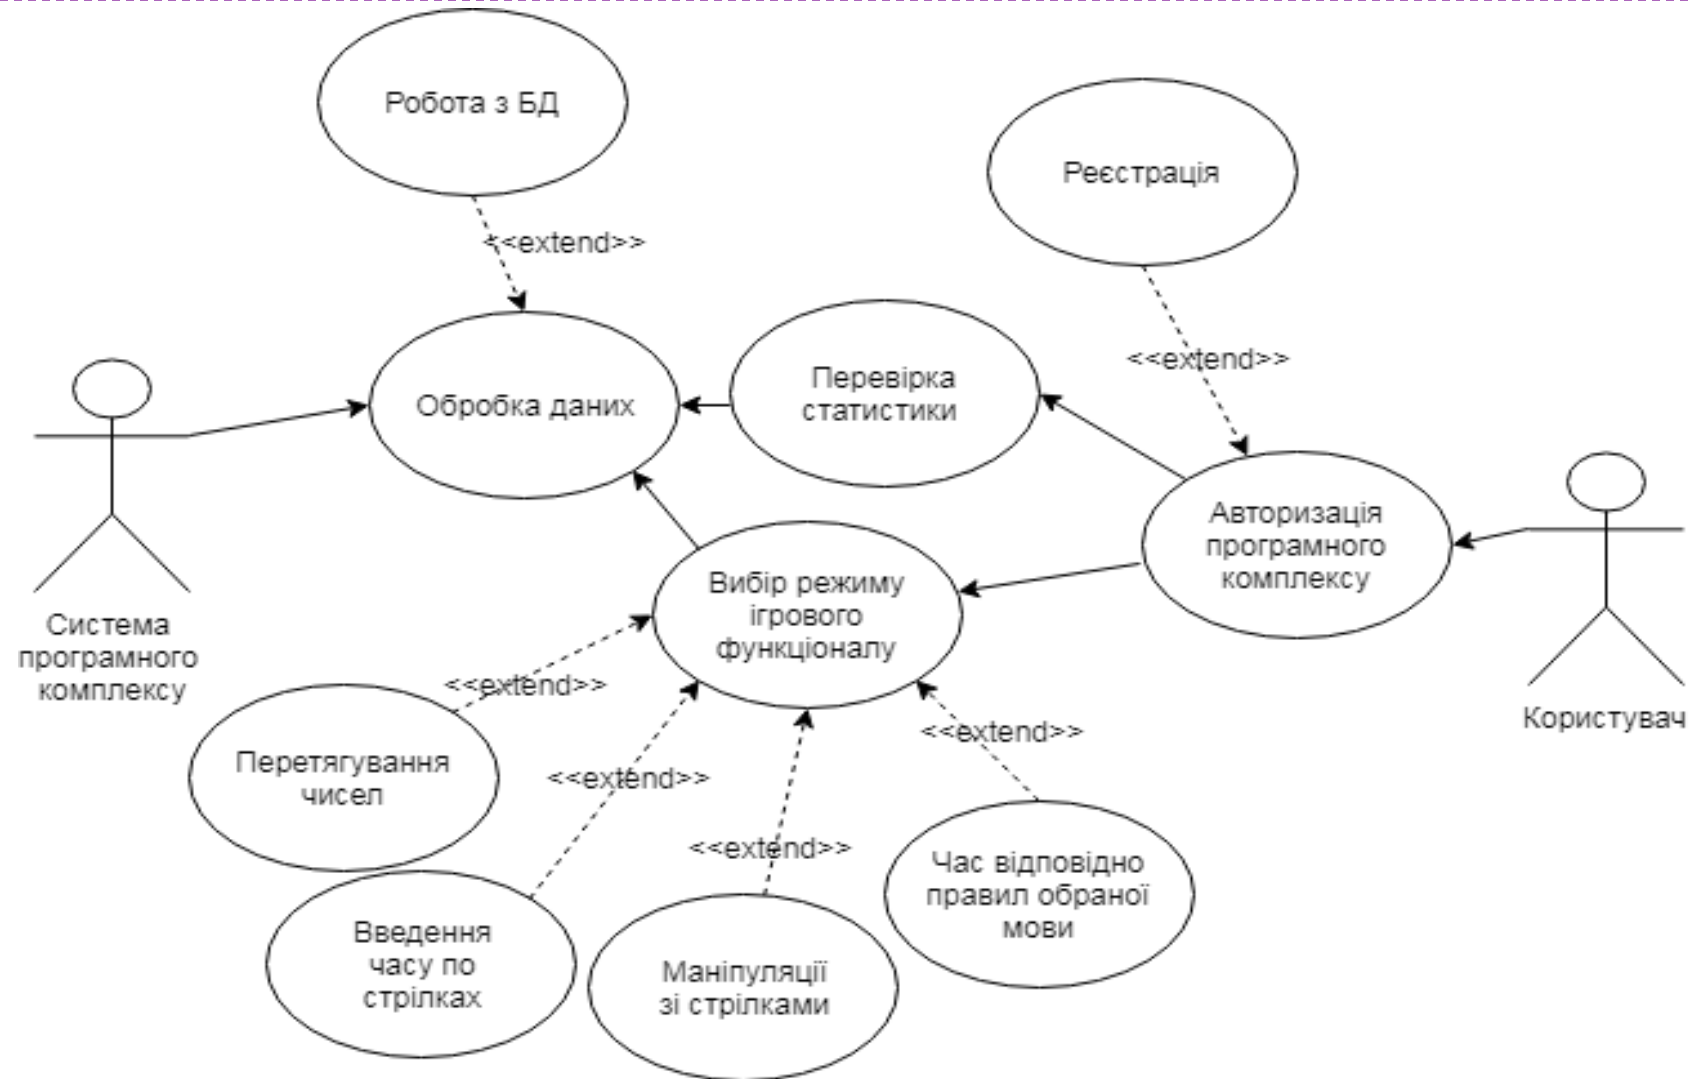 Робота з БД
Реєстрація
<<extend>>
<<extend>>
Перевірка
статистики
Обробка даних
Авторизація
програмного
комплексу
Вибір режиму
ігрового
функціоналу
Система
програмного
комплексу
Користувач
<<extend>>
<<extend>>
<<extend>>
<<extend>>
Перетягування
чисел
Введення
часу по
стрілках
Маніпуляції
зі стрілками
Час відповідно
правил обраної
мови